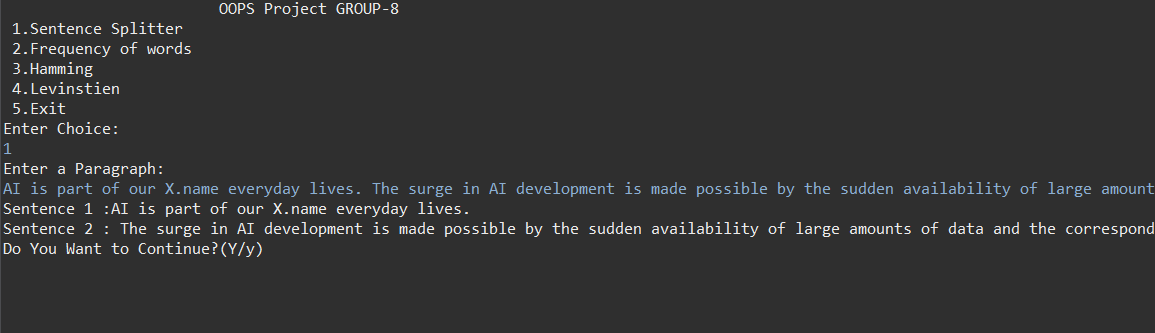 OOPS Project GROUP-8
1.Sentence Splitter
2.Frequency of words
3.Hamming
4.Levinstien
5.Exit
Enter Choice:
1
Enter a Paragraph:
AI is part of our X.name everyday lives. The surge in AI development is made possible by the sudden availability of large amount
Sentence 1 :AI is part of our X.name everyday lives.
Sentence 2 : The surge in AI development is made possible by the sudden availability of large amounts of data and the correspond
Do You Want to Continue?(Y/y)